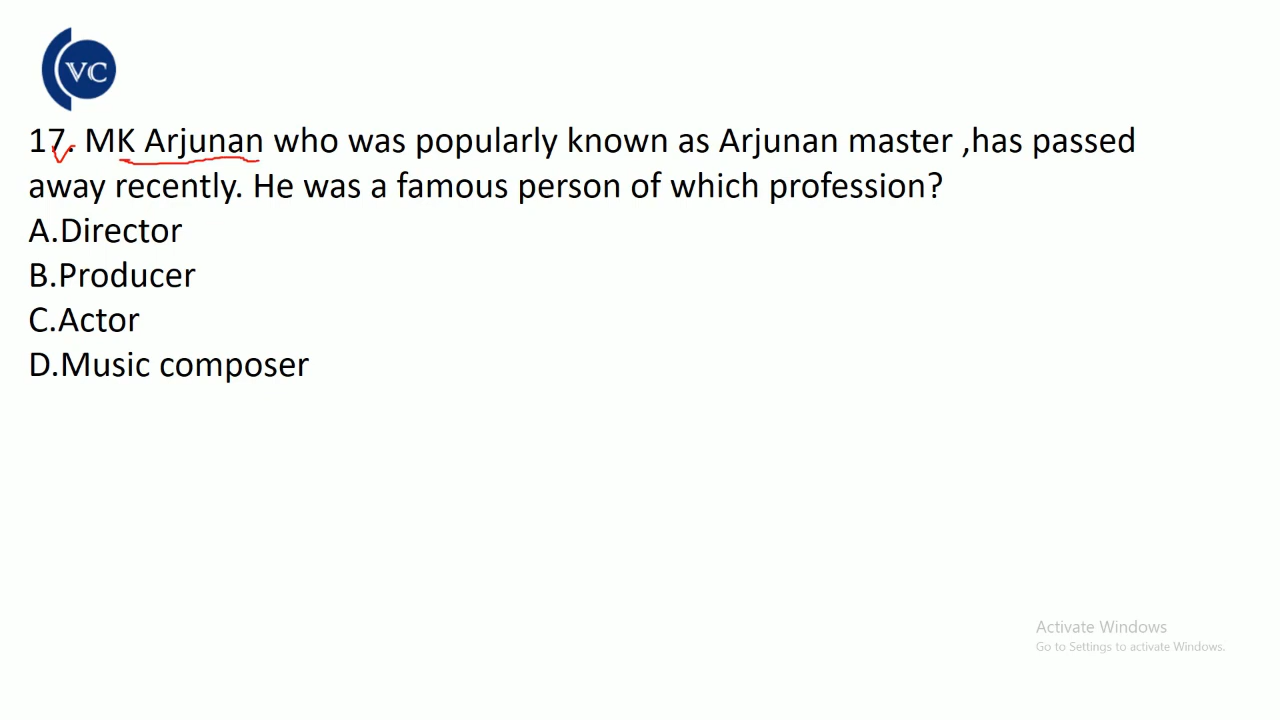 VC
17. MK Arjunan who was popularly known as Arjunan master ,has passed
away recently. He was a famous person of which profession?
A.Director
B.Producer
C.Actor
D.Music composer
Activate Windows
Go to Settings to activate Windows.